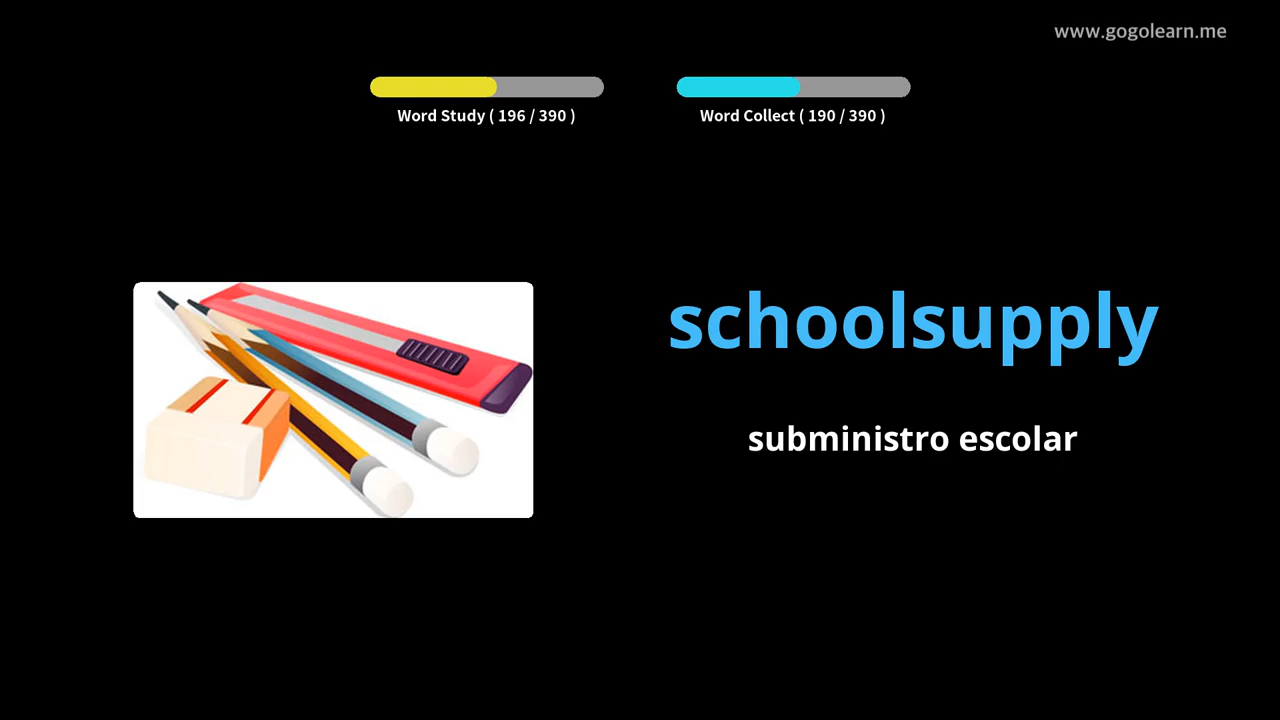 www.gogolearn.me
Word Study ( 196 / 390 )
Word Collect ( 190 / 390 )
schoolsupply
subministro escolar